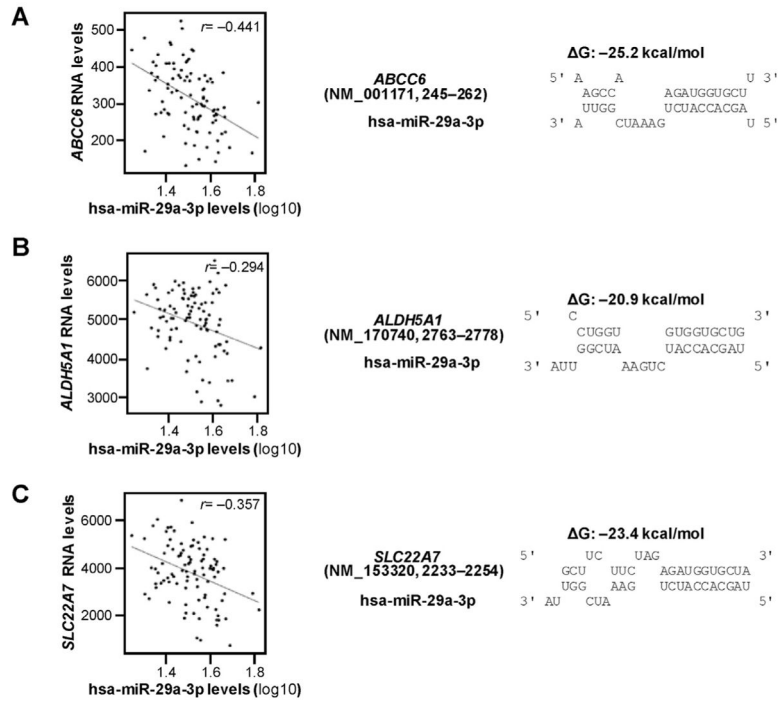 A
r= –0.441
500
400
300
200
ABCC6 RNA levels
1.4 1.6 1.8
hsa-miR-29a-3p levels (log10)
ABCC6
(NM_001171, 245–262)
hsa-miR-29a-3p
ΔG: –25.2 kcal/mol
5' A A U 3'
AGCC AGAUGGUGCU
UUGG UCUACCACGA
3' A CUAAAG U 5'
B
r= –0.294
6000
5000
4000
3000
ALDH5A1 RNA levels
1.4 1.6 1.8
hsa-miR-29a-3p levels (log10)
ALDH5A1
(NM_170740, 2763–2778)
hsa-miR-29a-3p
ΔG: –20.9 kcal/mol
5' C 3'
CUGGU GUGGUGCUG
GGCUA UACCACGAU
3' AUU AAGUC 5'
C
r= –0.357
6000
4000
2000
SLC22A7 RNA levels
1.4 1.6 1.8
hsa-miR-29a-3p levels (log10)
SLC22A7
(NM_153320, 2233–2254)
hsa-miR-29a-3p
ΔG: –23.4 kcal/mol
5' UC UAG 3'
GCU UUC AGAUGGUGCUA
UGG AAG UCUACCACGAU
3' AU CUA 5'